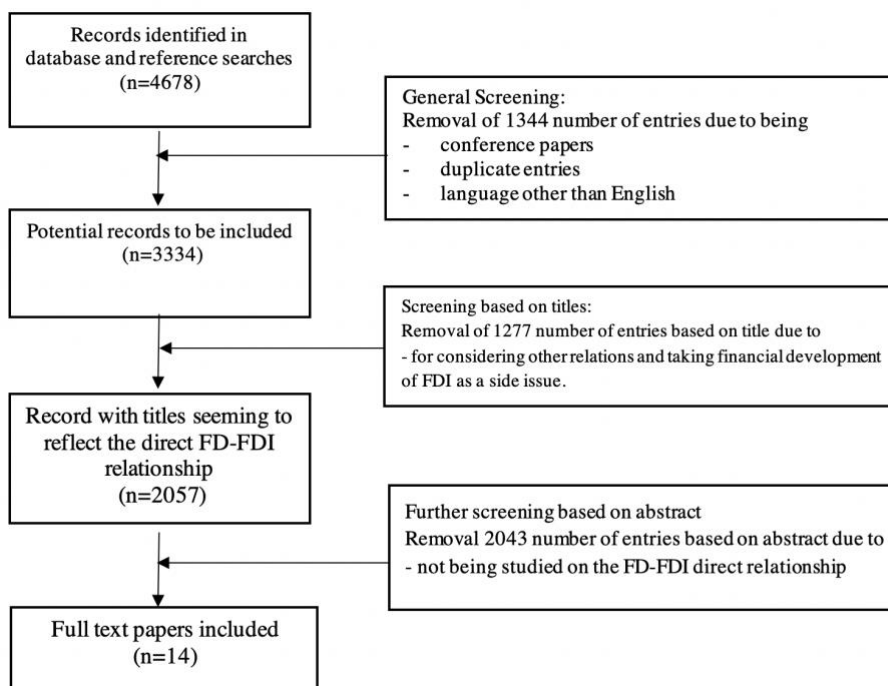 Records identified in
database and reference searches
(n=4678)
General Screening:
Removal of 1344 number of entries due to being
- conference papers
- duplicate entries
- language other than English
Potential records to be included
(n=3334)
Screening based on titles:
Removal of 1277 number of entries based on title due to
- for considering other relations and taking financial development
of FDI as a side issue.
Record with titles seeming to
reflect the direct FD-FDI
relationship
(n=2057)
Further screening based on abstract
Removal 2043 number of entries based on abstract due to
- not being studied on the FD-FDI direct relationship
Full text papers included
(n=14)